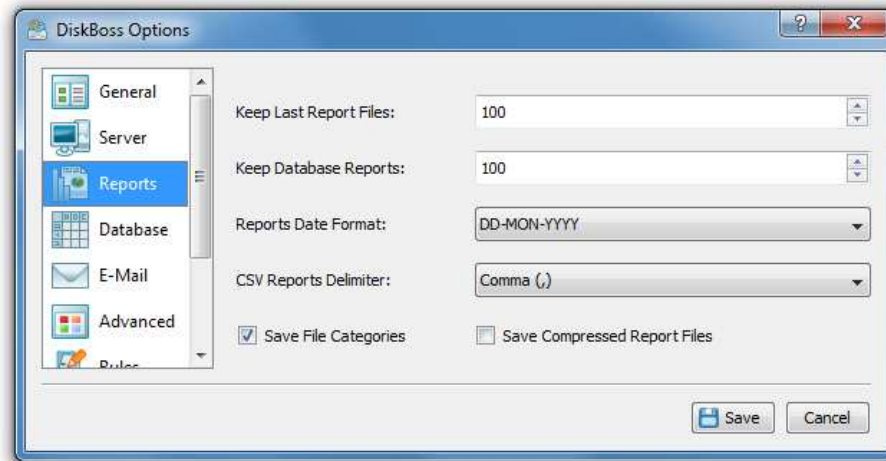 DiskBoss Options
General
Server
Reports
Database
E-Mail
Advanced
Rules
Keep Last Report Files: 100
Keep Database Reports: 100
Reports Date Format: DD-MON-YYYY
CSV Reports Delimiter: Comma (,)
Save File Categories Save Compressed Report Files
Save Cancel